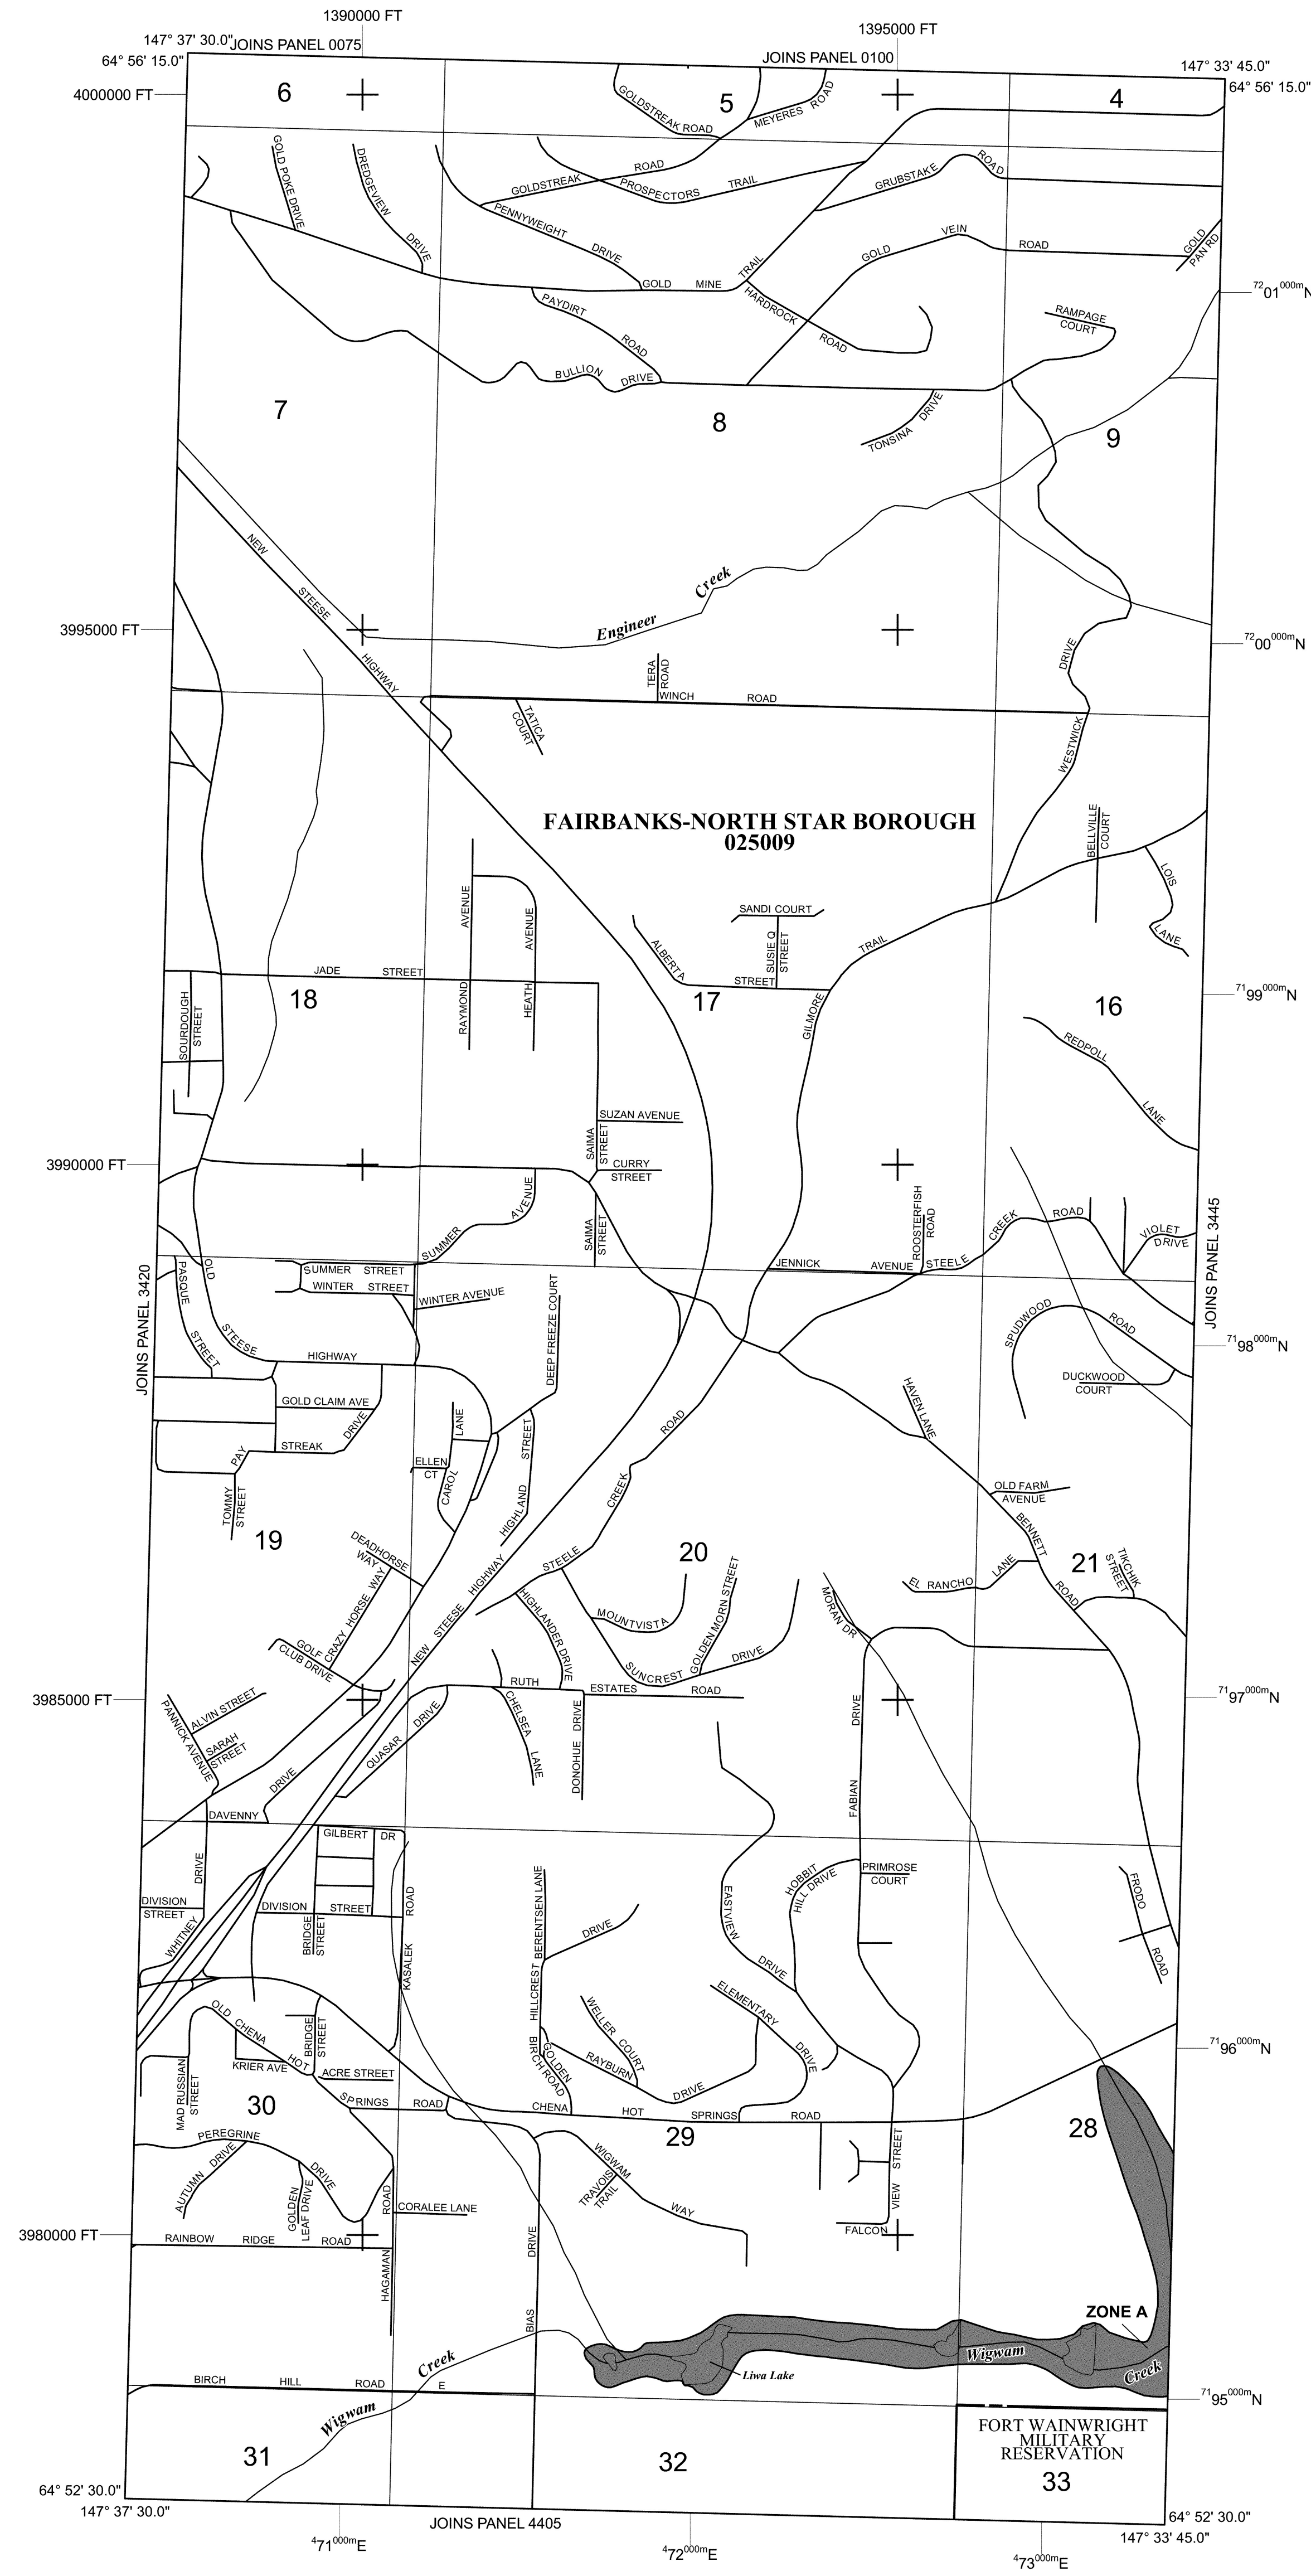 1390000 FT
1395000 FT
147° 37' 30.0"
JOINS PANEL 0075
JOINS PANEL 0100
147° 33' 45.0"
64° 56' 15.0"
64° 56' 15.0"
4000000 FT
6
5
4
GOLDSTREAK ROAD
MEYERES ROAD
GOLD POKE DRIVE
DREDGEVIEW DRIVE
GOLDSTREAK ROAD
PROSPECTORS TRAIL
GRUBSTAKE ROAD
PENNYWEIGHT DRIVE
GOLD VEIN ROAD
GOLD
PAN RD
GOLD MINE TRAIL
7201000mN
PAYDIRT ROAD
HARDROCK ROAD
RAMPAGE
COURT
BULLION DRIVE
7
8
9
TONSINA DRIVE
NEW STEESE HIGHWAY
Engineer Creek
3995000 FT
7200000mN
TERA
ROAD
DRIVE
WINCH ROAD
TATICA
COURT
WESTWICK
FAIRBANKS-NORTH STAR BOROUGH
025009
BELLVILLE
COURT
LOIS
LANE
RAYMOND AVENUE
HEATH AVENUE
SANDI COURT
SUSIE Q
STREET
ALBERTA STREET
GILMORE TRAIL
JADE STREET
18
17
16
7199000mN
SOURDOUGH
STREET
REDPOLL LANE
SUZAN AVENUE
SAIMA
STREET
CURRY
STREET
3990000 FT
SUMMER AVENUE
SAIMA
STREET
ROOSTERFISH
ROAD
STEELE CREEK ROAD
VIOLET
DRIVE
JENNICK AVENUE
JOINS PANEL 3445
JOINS PANEL 3420
OLD STEESE HIGHWAY
PASQUE STREET
SUMMER STREET
WINTER STREET
WINTER AVENUE
DEEP FREEZE COURT
SPUDWOOD ROAD
7198000mN
DUCKWOOD
COURT
GOLD CLAIM AVE
PAY STREAK DRIVE
TOMMY
STREET
ELLEN
CT
CAROL LANE
HIGHLAND STREET
HAVEN LANE
OLD FARM
AVENUE
BENNETT ROAD
19
20
21
STEELE CREEK ROAD
DEADHORSE
WAY
CRAZY HORSE WAY
GOLF
CLUB DRIVE
NEW STEESE HIGHWAY
HIGHLANDER DRIVE
MOUNTVISTA
GOLDEN MORN STREET
SUNCREST DRIVE
MORAN DR
EL RANCHO LANE
TIKCHIK
STREET
RUTH ESTATES ROAD
3985000 FT
7197000mN
PANNICK AVENUE
ALVIN STREET
SARAH
STREET
QUASAR DRIVE
CHELSEA LANE
DONOHUE DRIVE
FABIAN DRIVE
DAVENNY DRIVE
GILBERT DR
WHITNEY DRIVE
DIVISION
STREET
DIVISION STREET
BRIDGE
STREET
KASALEK ROAD
HILLCREST DRIVE
BERENTSEN LANE
EASTVIEW DRIVE
HOBBIT
HILL DRIVE
PRIMROSE
COURT
FRODO ROAD
OLD CHENA HOT SPRINGS ROAD
KRIER AVE
BRIDGE
STREET
ACRE STREET
MAD RUSSIAN
STREET
GOLDEN
BIRCH ROAD
WELLER COURT
RAYBURN DRIVE
ELEMENTARY DRIVE
7196000mN
30
29
28
CHENA HOT SPRINGS ROAD
PEREGRINE DRIVE
AUTUMN DRIVE
GOLDEN
LEAF DRIVE
CORALEE LANE
HAGAMAN ROAD
WIGWAM WAY
TRAVOIS
TRAIL
FALCON VIEW STREET
3980000 FT
RAINBOW RIDGE ROAD
BIAS DRIVE
ZONE A
Wigwam Creek
Liwa Lake
BIRCH HILL ROAD E
Wigwam Creek
7195000mN
FORT WAINWRIGHT
MILITARY
RESERVATION
31
32
33
64° 52' 30.0"
147° 37' 30.0"
64° 52' 30.0"
147° 33' 45.0"
JOINS PANEL 4405
471000mE
472000mE
473000mE